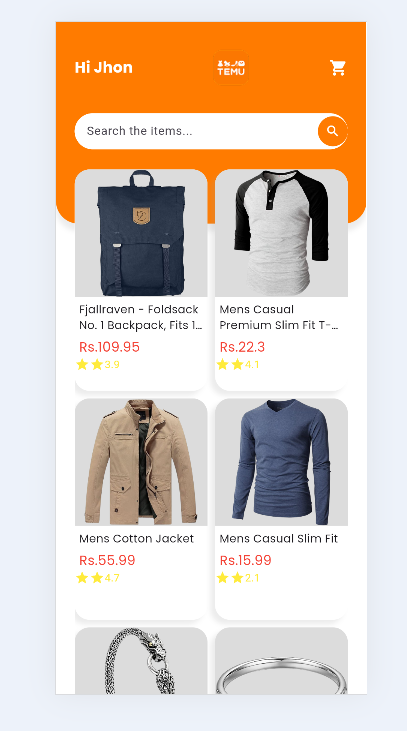 Hi Jhon
TEMU
Search the items...
Fjallraven - Foldsack
No. 1 Backpack, Fits 1...
Rs.109.95
3.9
Mens Casual
Premium Slim Fit T-...
Rs.22.3
4.1
Mens Cotton Jacket
Rs.55.99
4.7
Mens Casual Slim Fit
Rs.15.99
2.1